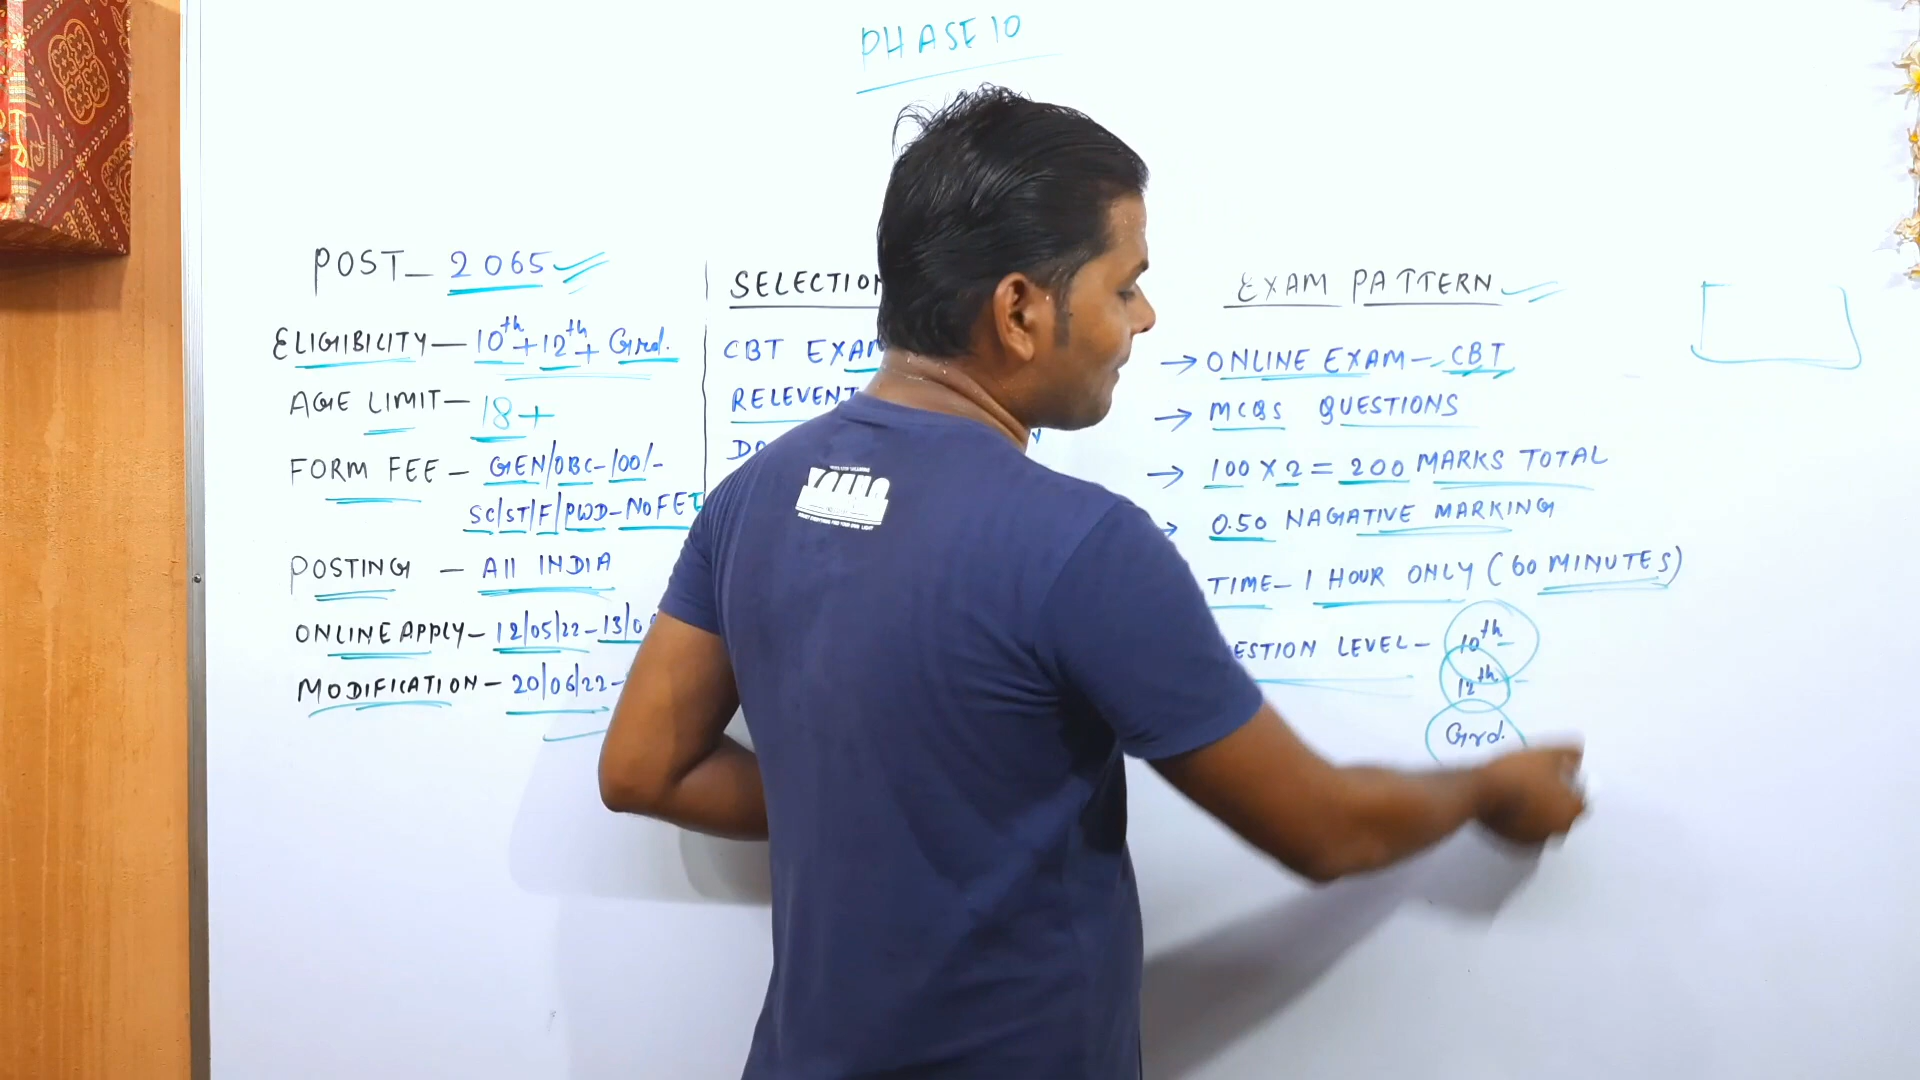 PHASE 10
POST - 2065
ELIGIBILITY - 10th + 12th + Grd.
AGE LIMIT - 18+
FORM FEE - GEN/OBC - 100/-
SC/ST/F/PWD - NO FEE
POSTING - All INDIA
ONLINE APPLY - 12/05/22 - 13/0
MODIFICATION - 20/06/22 -
SELECTION
CBT EXAM
RELEVENT
EXAM PATTERN
→ ONLINE EXAM - CBT
→ MCQS QUESTIONS
→ 100 X 2 = 200 MARKS TOTAL
→ 0.50 NAGATIVE MARKING
TIME - 1 HOUR ONLY (60 MINUTES)
ESTION LEVEL - 10th
12th
Grd.